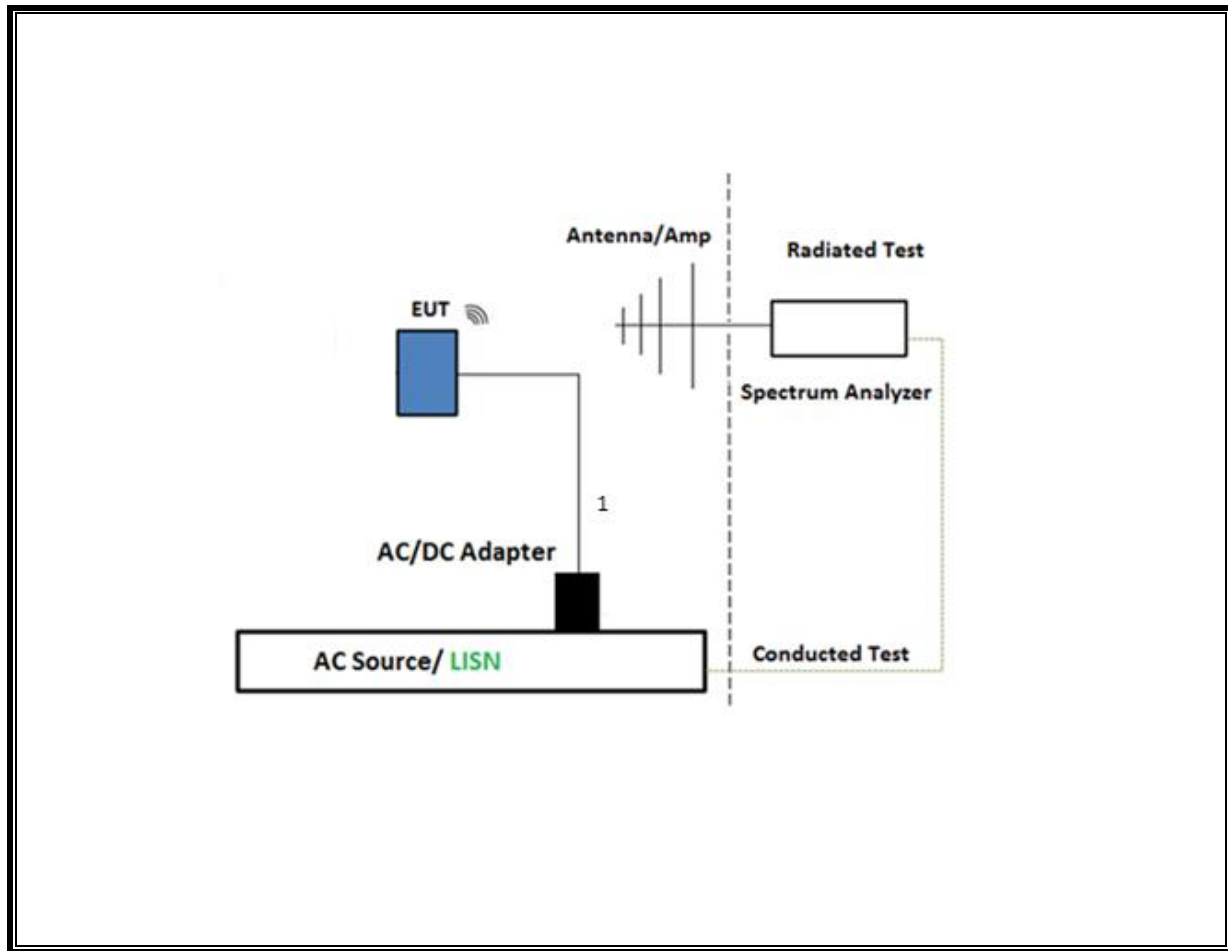 Antenna/Amp
Radiated Test
EUT
Spectrum Analyzer
1
AC/DC Adapter
AC Source/ LISN
Conducted Test